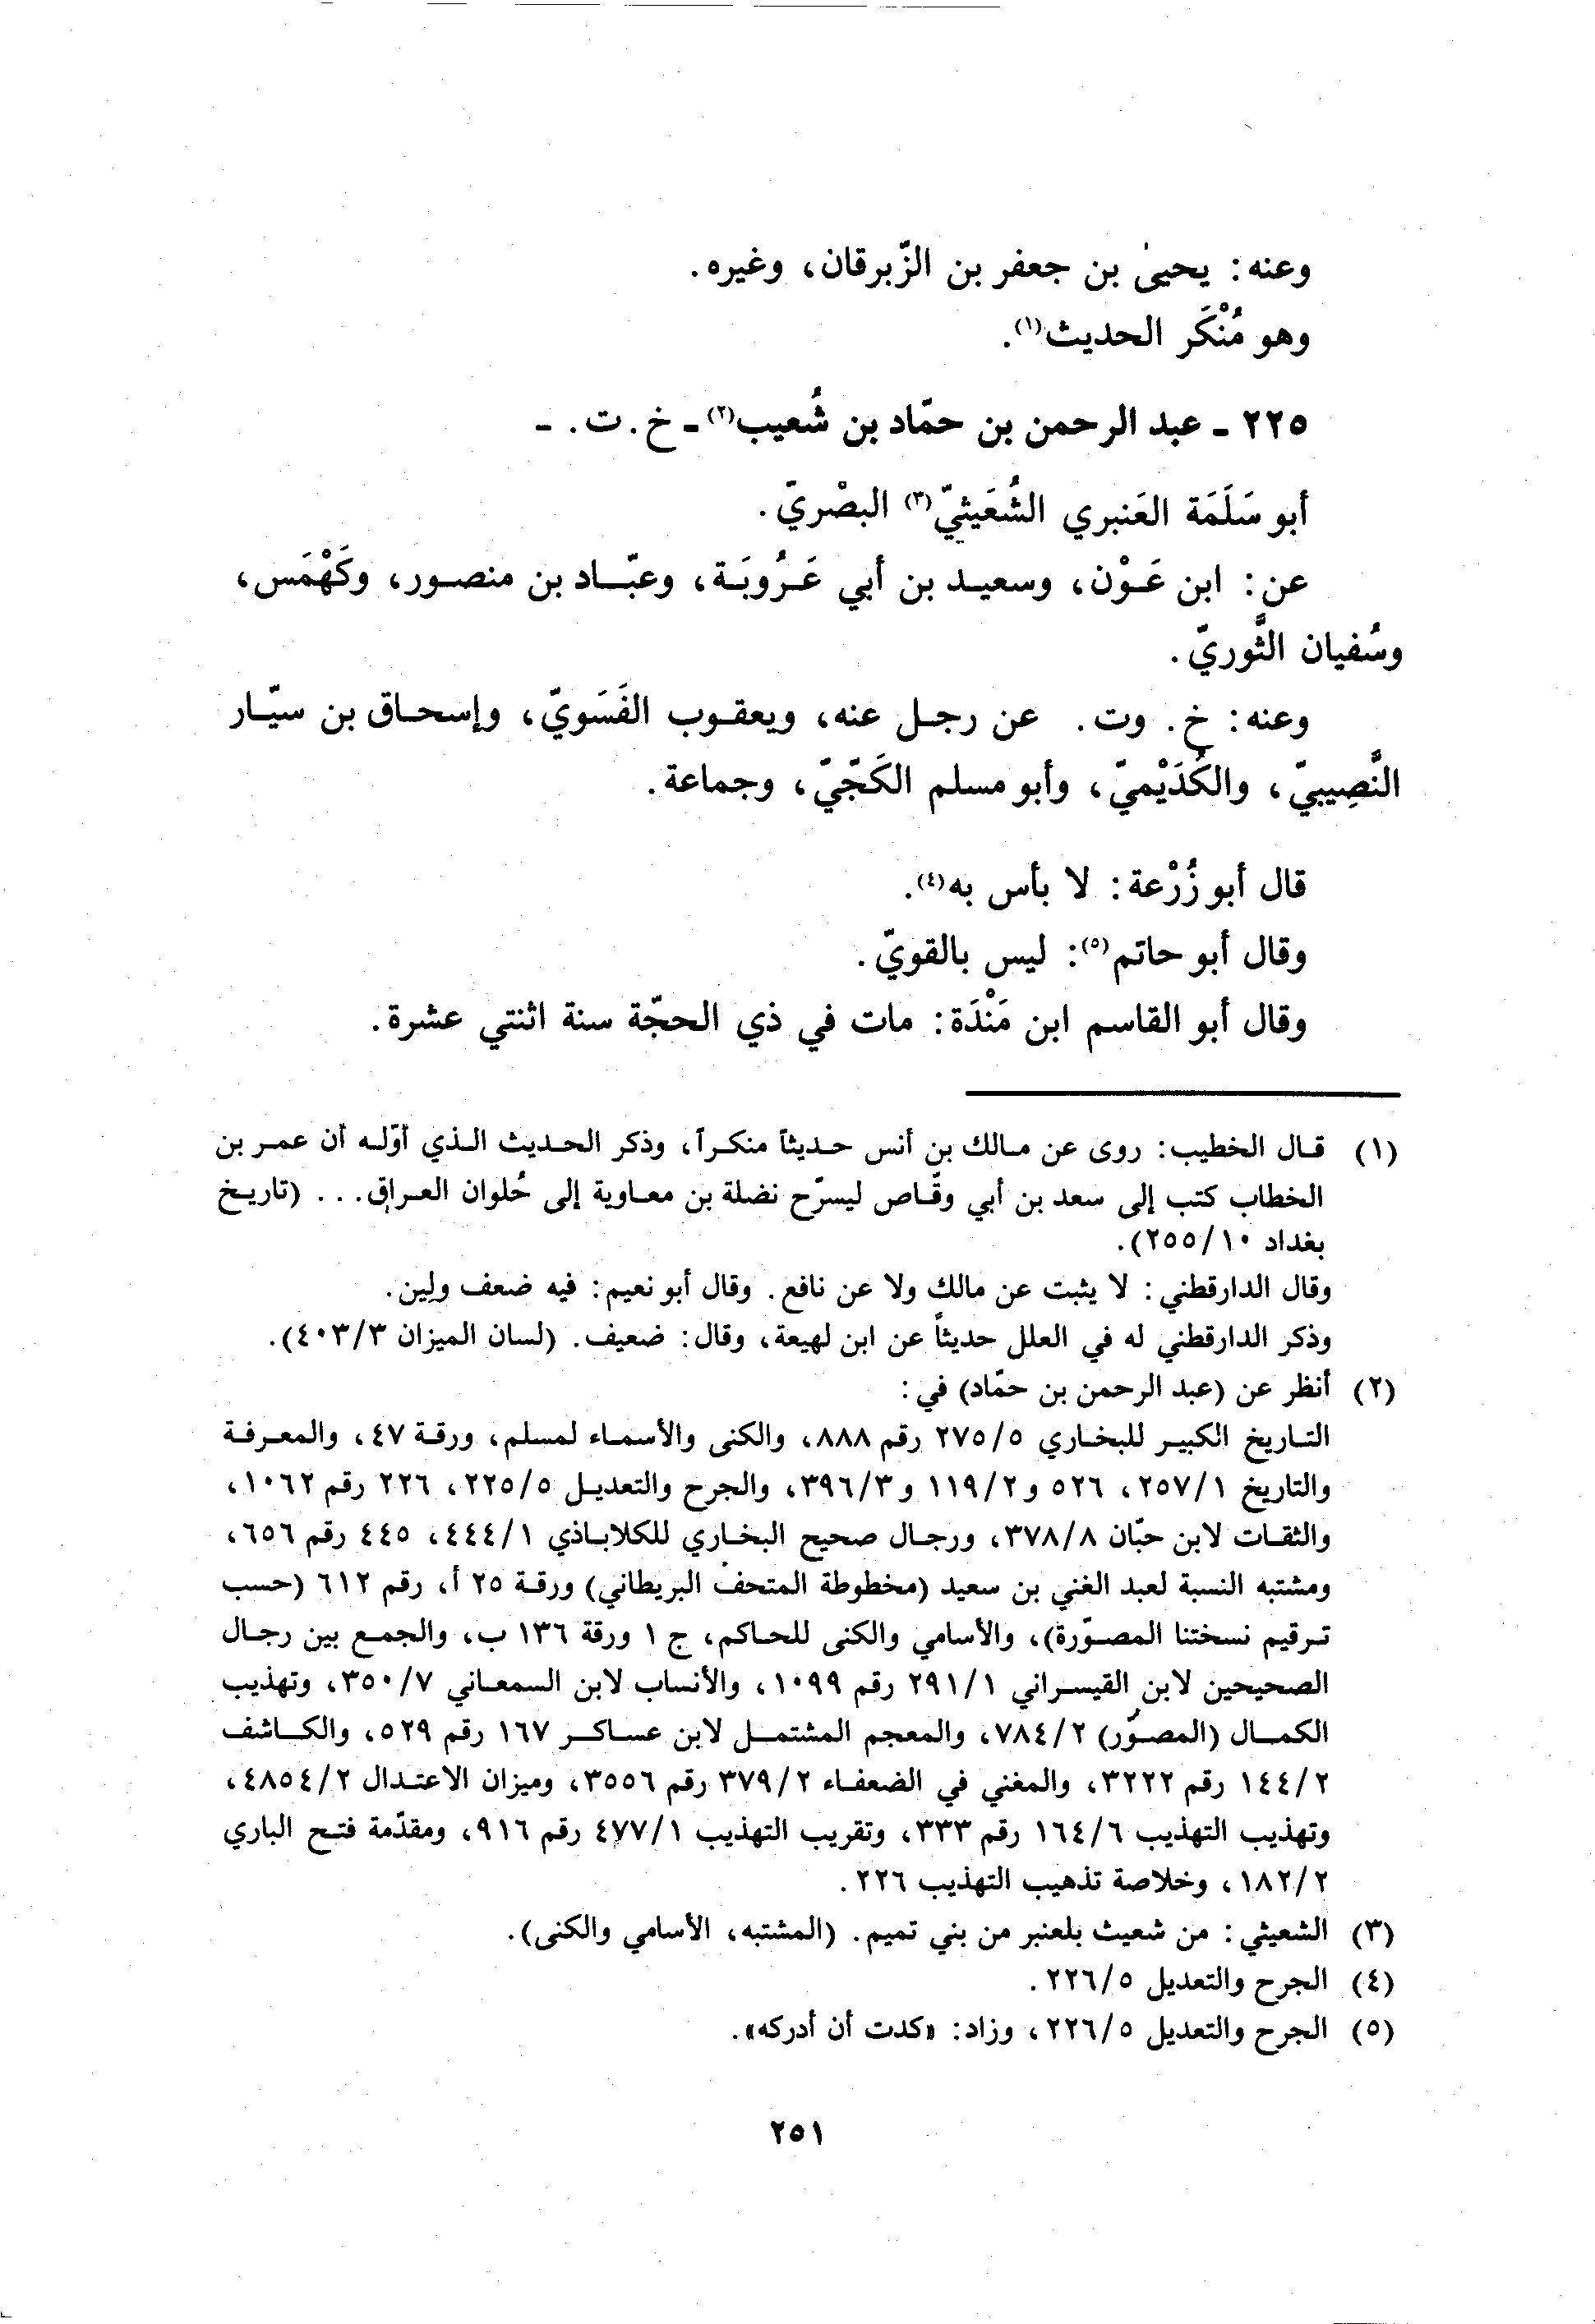 وعنه: يحيىٰ بن جعفر بن الزّبرقان، وغيره.
وهو مُنْكَر الحديث(١).
٢٢٥ - عبد الرحمن بن حمّاد بن شُعيب(٢) - خ. ت. -
أبو سَلَمَة العَنبري الشُعَيثيّ(٣) البصْريّ.
عن: ابن عَوْن، وسعيد بن أبي عَرُوبَة، وعبّاد بن منصور، وكَهْمَس،
وسُفيان الثَّوريّ.
وعنه: خ. وت. عن رجل عنه، ويعقوب الفَسَويّ، وإسحاق بن سيّار
النَّصِيبيّ، والكُدَيْميّ، وأبو مسلم الكَجّيّ، وجماعة.
قال أبو زُرْعة: لا بأس به(٤).
وقال أبو حاتم(٥): ليس بالقويّ.
وقال أبو القاسم ابن مَنْدَة: مات في ذي الحجّة سنة اثنتي عشرة.
(١) قال الخطيب: روى عن مالك بن أنس حديثاً منكراً، وذكر الحديث الذي أوّله أن عمر بن
الخطاب كتب إلى سعد بن أبي وقّاص ليسرّح نضلة بن معاوية إلى حُلوان العراق... (تاريخ
بغداد ٢٥٥/١٠).
وقال الدارقطني: لا يثبت عن مالك ولا عن نافع. وقال أبو نعيم: فيه ضعف ولِين.
وذكر الدارقطني له في العلل حديثاً عن ابن لهيعة، وقال: ضعيف. (لسان الميزان ٤٠٣/٣).
(٢) أنظر عن (عبد الرحمن بن حمّاد) في:
التاريخ الكبير للبخاري ٢٧٥/٥ رقم ٨٨٨، والكنى والأسماء لمسلم، ورقة ٤٧، والمعرفة
والتاريخ ٢٥٧/١، ٥٢٦ و١١٩/٢ و٣٩٦/٣، والجرح والتعديل ٢٢٥/٥، ٢٢٦ رقم ١٠٦٢،
والثقات لابن حبّان ٣٧٨/٨، ورجال صحيح البخاري للكلاباذي ٤٤٤/١، ٤٤٥ رقم ٦٥٦،
ومشتبه النسبة لعبد الغني بن سعيد (مخطوطة المتحف البريطاني) ورقة ٢٥ أ، رقم ٦١٢ (حسب
ترقيم نسختنا المصوّرة)، والأسامي والكنى للحاكم، ج ١ ورقة ١٣٦ ب، والجمع بين رجال
الصحيحين لابن القيسراني ٢٩١/١ رقم ١٠٩٩، والأنساب لابن السمعاني ٣٥٠/٧، وتهذيب
الكمال (المصوّر) ٧٨٤/٢، والمعجم المشتمل لابن عساكر ١٦٧ رقم ٥٢٩، والكاشف
١٤٤/٢ رقم ٣٢٢٢، والمغني في الضعفاء ٣٧٩/٢ رقم ٣٥٥٦، وميزان الاعتدال ٤٨٥٤/٢،
وتهذيب التهذيب ١٦٤/٦ رقم ٣٣٣، وتقريب التهذيب ٤٧٧/١ رقم ٩١٦، ومقدّمة فتح الباري
١٨٢/٢، وخلاصة تذهيب التهذيب ٢٢٦.
(٣) الشعيثي: من شعيث بلعنبر من بني تميم. (المشتبه، الأسامي والكنى).
(٤) الجرح والتعديل ٢٢٦/٥.
(٥) الجرح والتعديل ٢٢٦/٥، وزاد: «كدت أن أدركه».
٢٥١